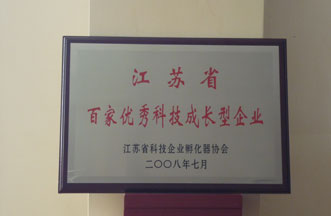 江苏省
百家优秀科技成长型企业
江苏省科技企业孵化器协会
二〇〇八年七月